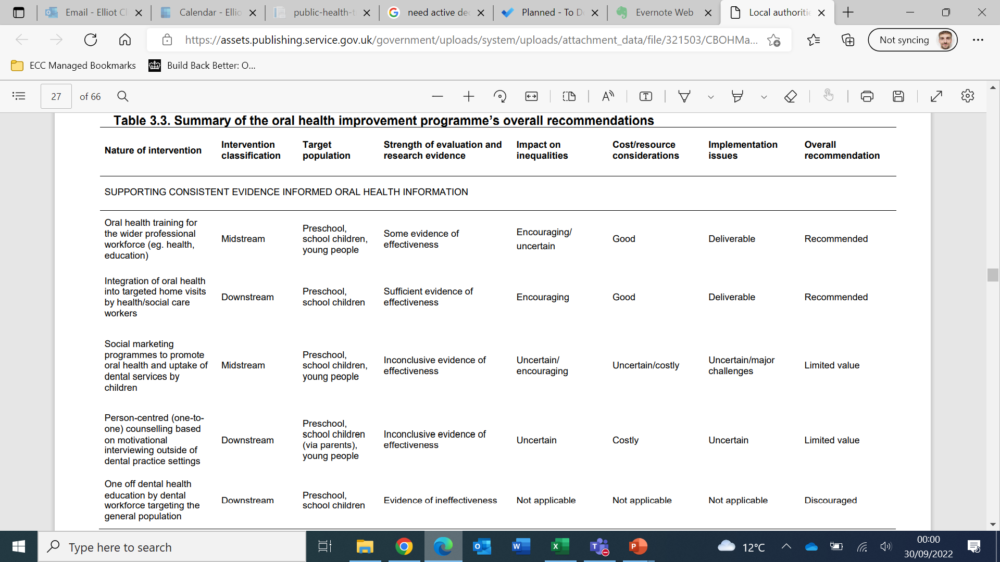 Email - Elliot Cl
Calendar - Ellio
public-health-t
need active dec
Planned - To D
Evernote Web
Local authoritie
https://assets.publishing.service.gov.uk/government/uploads/system/uploads/attachment_data/file/321503/CBOHMa...
Not syncing
ECC Managed Bookmarks
Build Back Better: O...
27 of 66
Table 3.3. Summary of the oral health improvement programme’s overall recommendations
Nature of intervention
Intervention
classification
Target
population
Strength of evaluation and
research evidence
Impact on
inequalities
Cost/resource
considerations
Implementation
issues
Overall
recommendation
SUPPORTING CONSISTENT EVIDENCE INFORMED ORAL HEALTH INFORMATION
Oral health training for
the wider professional
workforce (eg. health,
education)
Midstream
Preschool,
school children,
young people
Some evidence of
effectiveness
Encouraging/
uncertain
Good
Deliverable
Recommended
Integration of oral health
into targeted home visits
by health/social care
workers
Downstream
Preschool,
school children
Sufficient evidence of
effectiveness
Encouraging
Good
Deliverable
Recommended
Social marketing
programmes to promote
oral health and uptake of
dental services by
children
Midstream
Preschool,
school children,
young people
Inconclusive evidence of
effectiveness
Uncertain/
encouraging
Uncertain/costly
Uncertain/major
challenges
Limited value
Person-centred (one-to-
one) counselling based
on motivational
interviewing outside of
dental practice settings
Downstream
Preschool,
school children
(via parents),
young people
Inconclusive evidence of
effectiveness
Uncertain
Costly
Uncertain
Limited value
One off dental health
education by dental
workforce targeting the
general population
Downstream
Preschool,
school children
Evidence of ineffectiveness
Not applicable
Not applicable
Not applicable
Discouraged
Type here to search
12°C
00:00
30/09/2022